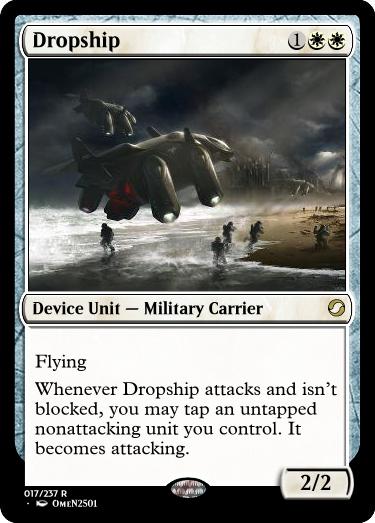 Dropship 1
Device Unit — Military Carrier
Flying
Whenever Dropship attacks and isn't
blocked, you may tap an untapped
nonattacking unit you control. It
becomes attacking.
2/2
017/237 R
· OMEN2501